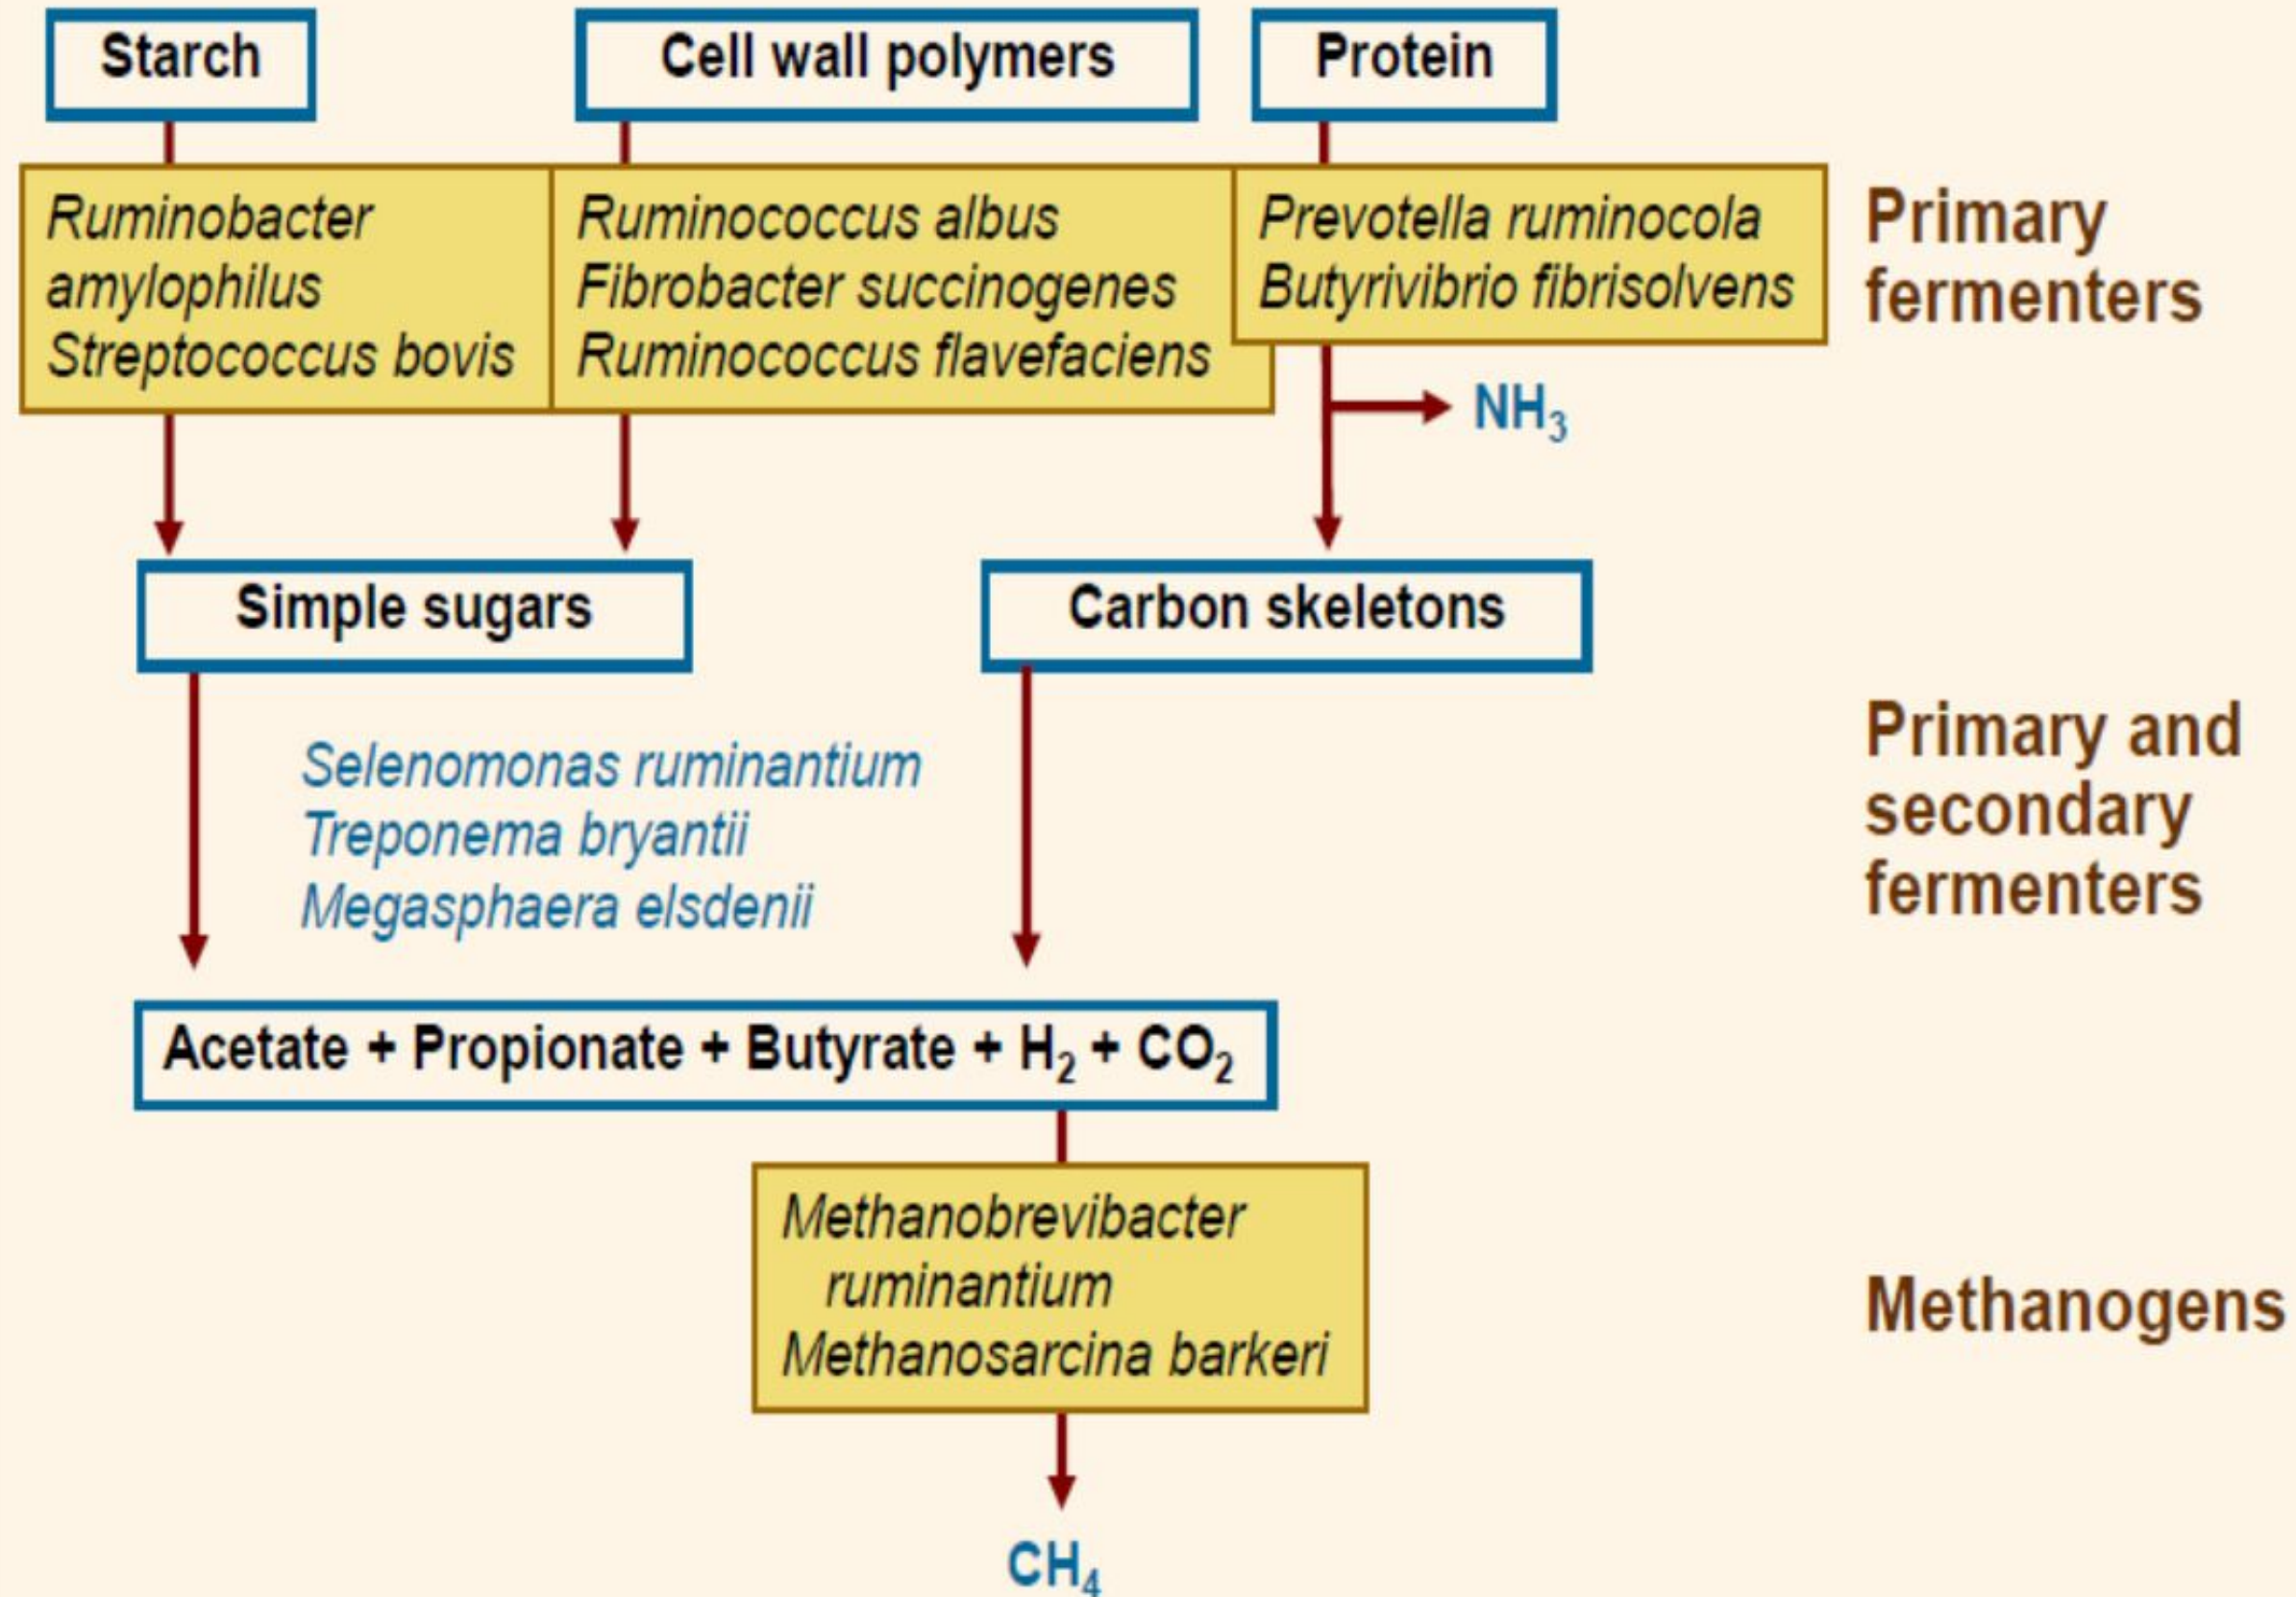 Starch
Cell wall polymers
Protein
Ruminobacter
amylophilus
Streptococcus bovis
Ruminococcus albus
Fibrobacter succinogenes
Ruminococcus flavefaciens
Prevotella ruminocola
Butyrivibrio fibrisolvens
Primary
fermenters
NH₃
Simple sugars
Carbon skeletons
Selenomonas ruminantium
Treponema bryantii
Megasphaera elsdenii
Primary and
secondary
fermenters
Acetate + Propionate + Butyrate + H₂ + CO₂
Methanobrevibacter
ruminantium
Methanosarcina barkeri
Methanogens
CH₄